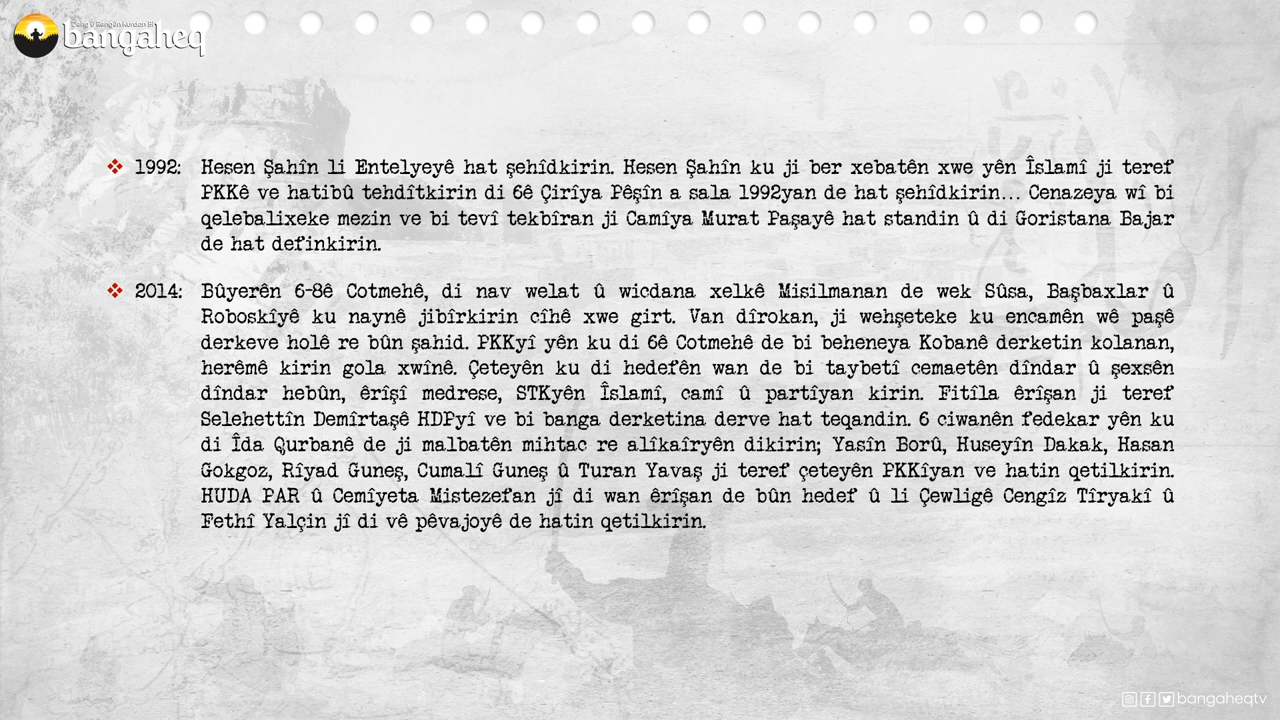 Deng û Rengên Kurdan Bi
bangaheq
1992: Hesen Şahîn li Entelyeyê hat şehîdkirin. Hesen Şahîn ku ji ber xebatên xwe yên Îslamî ji teref
PKKê ve hatibû tehdîtkirin di 6ê Çirîya Pêşîn a sala 1992yan de hat şehîdkirin... Cenazeya wî bi
qelebalixeke mezin ve bi tevî tekbîran ji Camîya Murat Paşayê hat standin û di Goristana Bajar
de hat definkirin.
2014: Bûyerên 6-8ê Cotmehê, di nav welat û wicdana xelkê Misilmanan de wek Sûsa, Başbaxlar û
Roboskîyê ku naynê jibîrkirin cîhê xwe girt. Van dîrokan, ji wehşeteke ku encamên wê paşê
derkeve holê re bûn şahid. PKKyî yên ku di 6ê Cotmehê de bi beheneya Kobanê derketin kolanan,
herêmê kirin gola xwînê. Çeteyên ku di hedefên wan de bi taybetî cemaetên dîndar û şexsên
dîndar hebûn, êrîşî medrese, STKyên Îslamî, camî û partîyan kirin. Fitîla êrîşan ji teref
Selehettîn Demîrtaşê HDPyî ve bi banga derketina derve hat teqandin. 6 ciwanên fedekar yên ku
di Îda Qurbanê de ji malbatên mihtac re alîkaîryên dikirin; Yasîn Borû, Huseyîn Dakak, Hasan
Gokgoz, Rîyad Guneş, Cumalî Guneş û Turan Yavaş ji teref çeteyên PKKîyan ve hatin qetilkirin.
HUDA PAR û Cemîyeta Mistezefan jî di wan êrîşan de bûn hedef û li Çewligê Cengîz Tîryakî û
Fethî Yalçin jî di vê pêvajoyê de hatin qetilkirin.
bangaheqtv